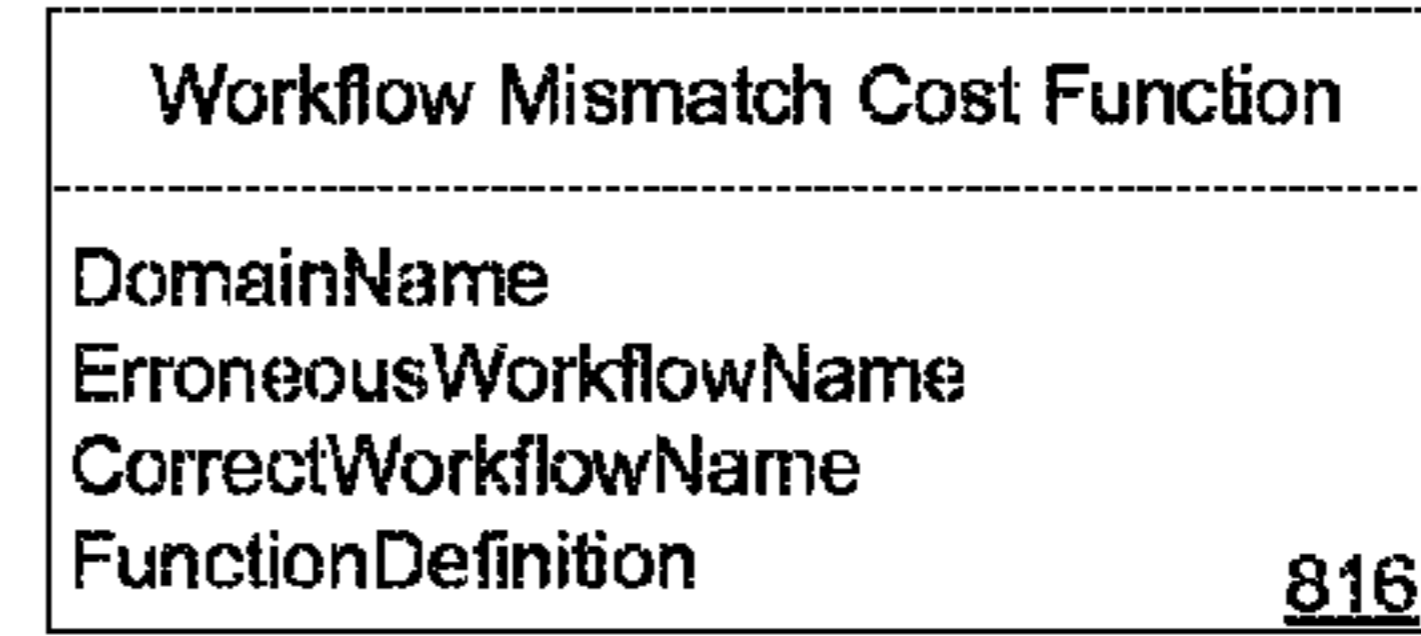 Workflow Mismatch Cost Function
DomainName
ErroneousWorkflowName
CorrectWorkflowName
FunctionDefinition
816